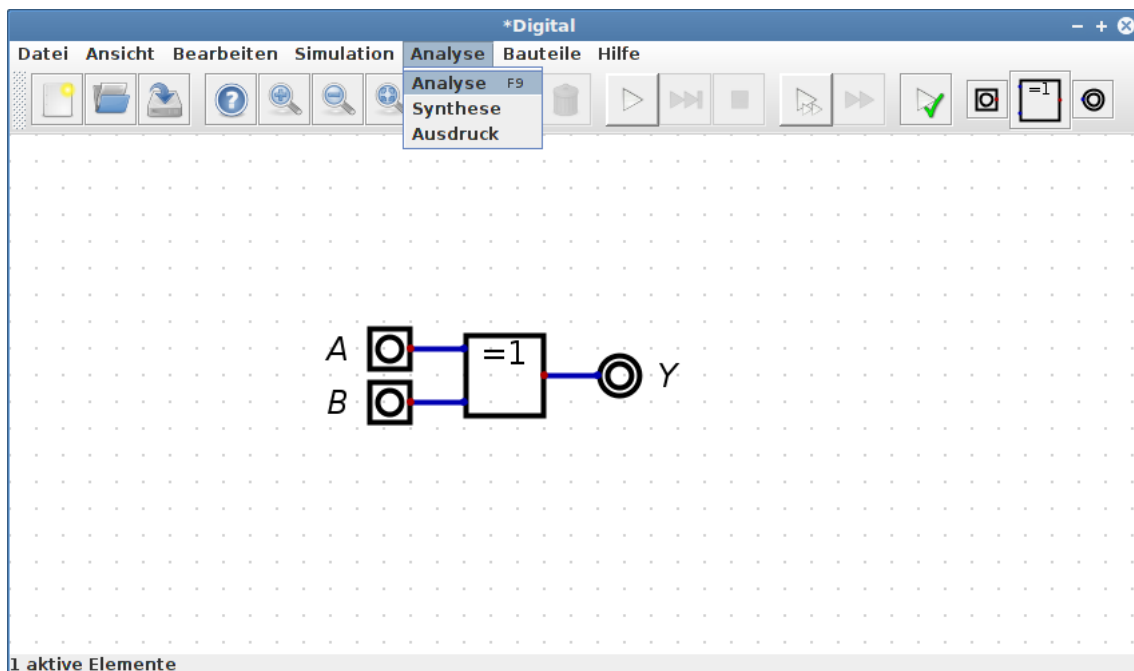 *Digital
Datei Ansicht Bearbeiten Simulation Analyse Bauteile Hilfe
Analyse F9
Synthese
Ausdruck
=1
A
=1
Y
B
1 aktive Elemente